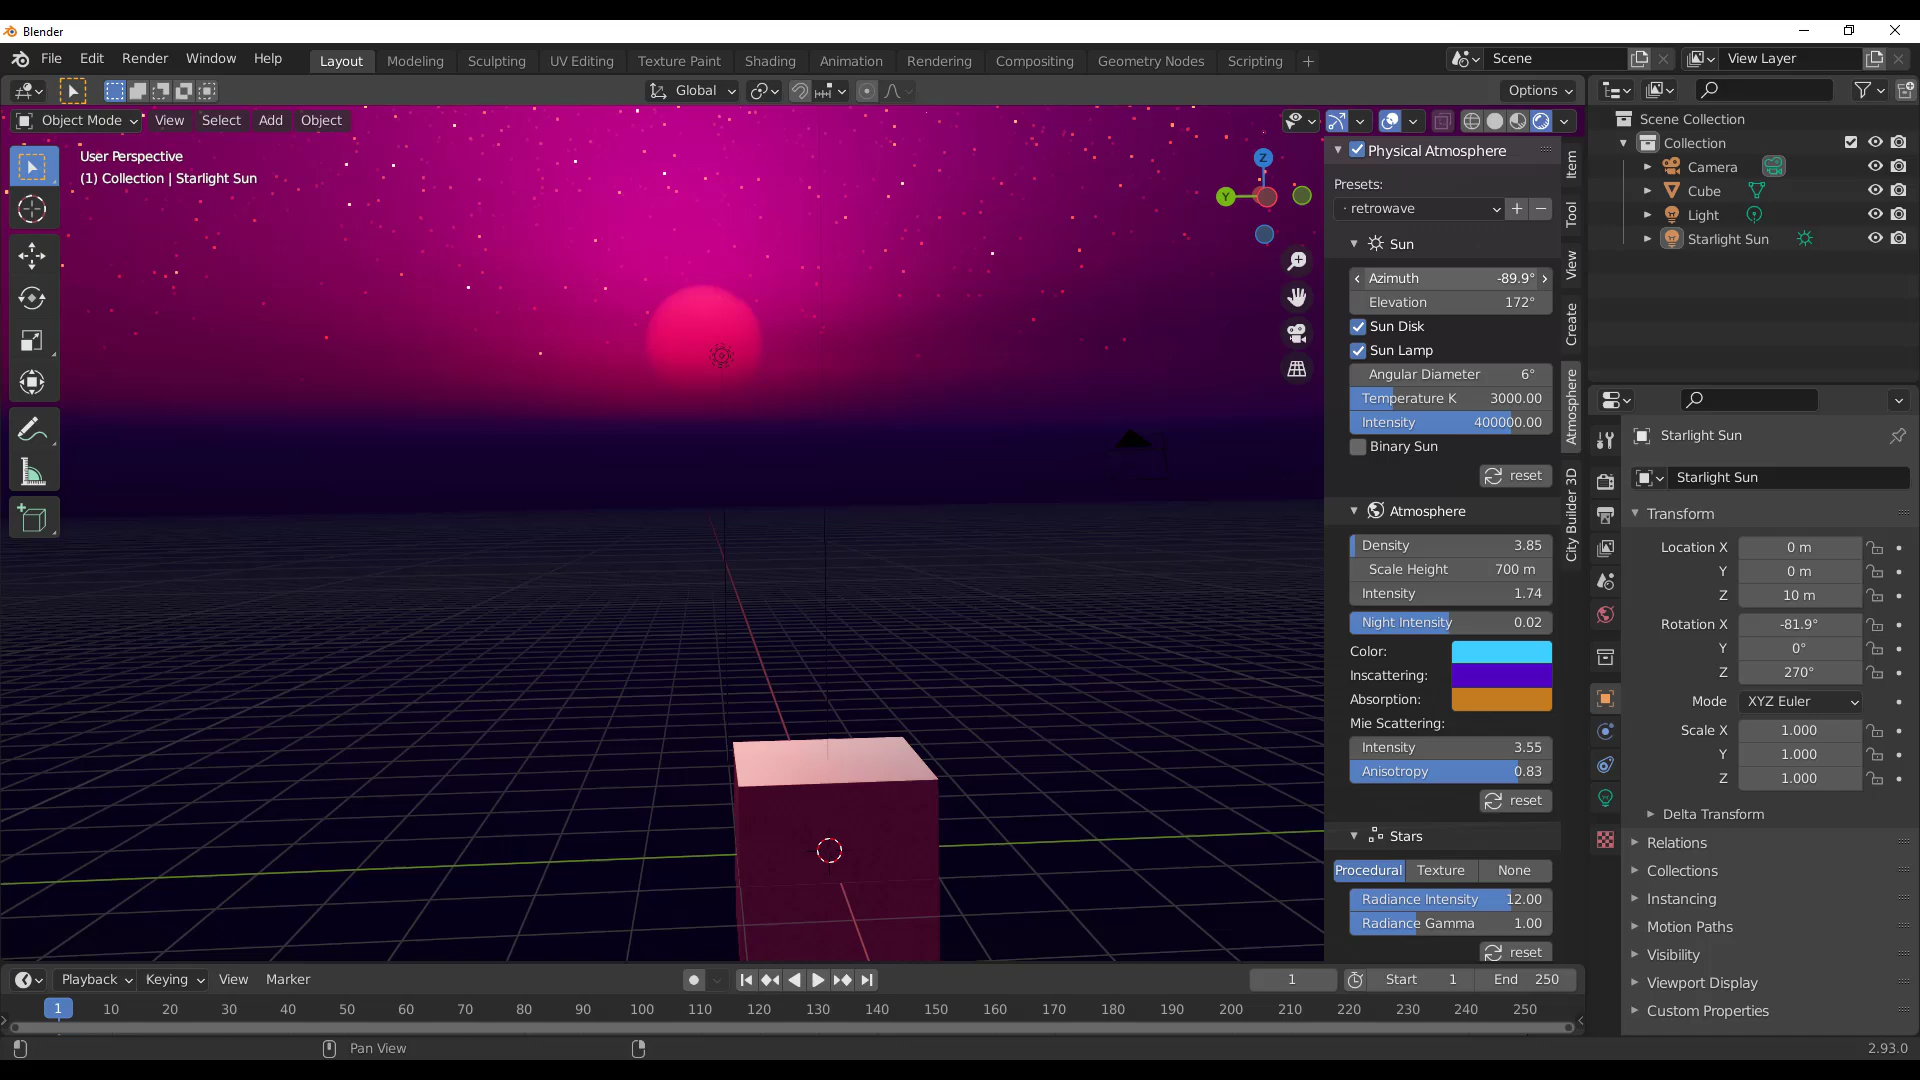 Blender
File Edit Render Window Help
Layout Modeling Sculpting UV Editing Texture Paint Shading Animation Rendering Compositing Geometry Nodes Scripting +
Scene
View Layer
Global
Options
Object Mode View Select Add Object
User Perspective
(1) Collection | Starlight Sun
Z
Y
Physical Atmosphere
Presets:
· retrowave
Sun
Azimuth -89.9°
Elevation 172°
Sun Disk
Sun Lamp
Angular Diameter 6°
Temperature K 3000.00
Intensity 400000.00
Binary Sun
reset
Atmosphere
Density 3.85
Scale Height 700 m
Intensity 1.74
Night Intensity 0.02
Color:
Inscattering:
Absorption:
Mie Scattering:
Intensity 3.55
Anisotropy 0.83
reset
Stars
Procedural Texture None
Radiance Intensity 12.00
Radiance Gamma 1.00
reset
Item
Tool
View
Create
Atmosphere
City Builder 3D
Scene Collection
Collection
Camera
Cube
Light
Starlight Sun
Starlight Sun
Starlight Sun
Transform
Location X 0 m
Y 0 m
Z 10 m
Rotation X -81.9°
Y 0°
Z 270°
Mode XYZ Euler
Scale X 1.000
Y 1.000
Z 1.000
Delta Transform
Relations
Collections
Instancing
Motion Paths
Visibility
Viewport Display
Custom Properties
Playback Keying View Marker
1 Start 1 End 250
1 10 20 30 40 50 60 70 80 90 100 110 120 130 140 150 160 170 180 190 200 210 220 230 240 250
Pan View
2.93.0